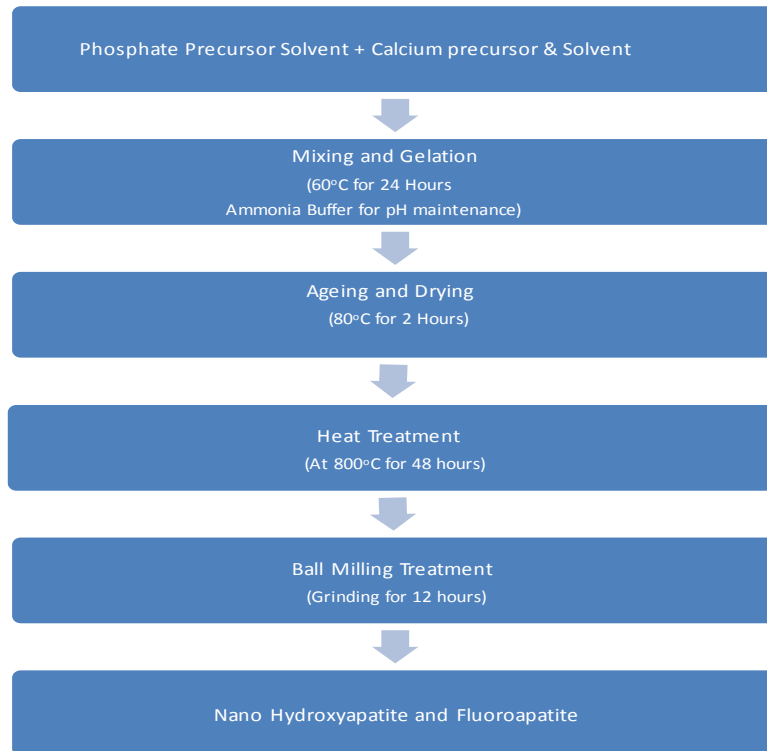 Phosphate Precursor Solvent + Calcium precursor & Solvent
Mixing and Gelation
(60°C for 24 Hours
Ammonia Buffer for pH maintenance)
Ageing and Drying
(80°C for 2 Hours)
Heat Treatment
(At 800°C for 48 hours)
Ball Milling Treatment
(Grinding for 12 hours)
Nano Hydroxyapatite and Fluoroapatite